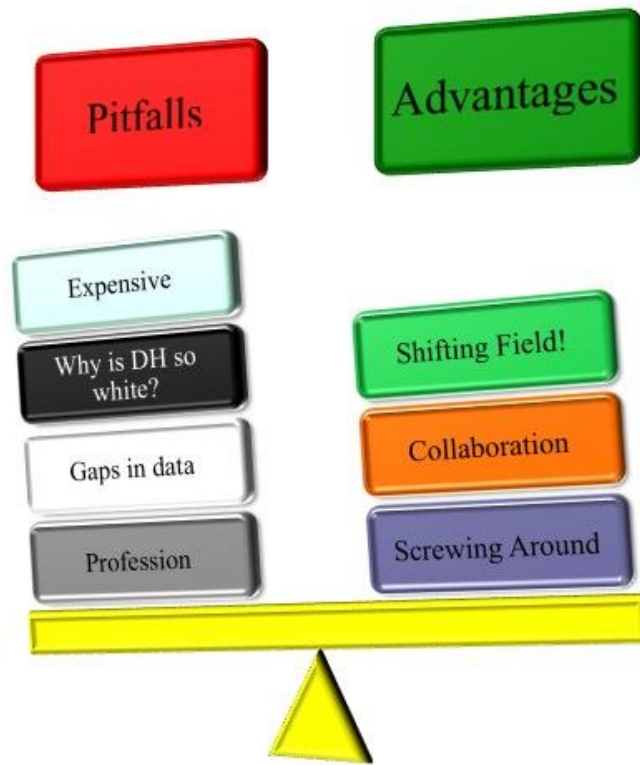 Pitfalls
Advantages
Expensive
Why is DH so
white?
Gaps in data
Profession
Shifting Field!
Collaboration
Screwing Around